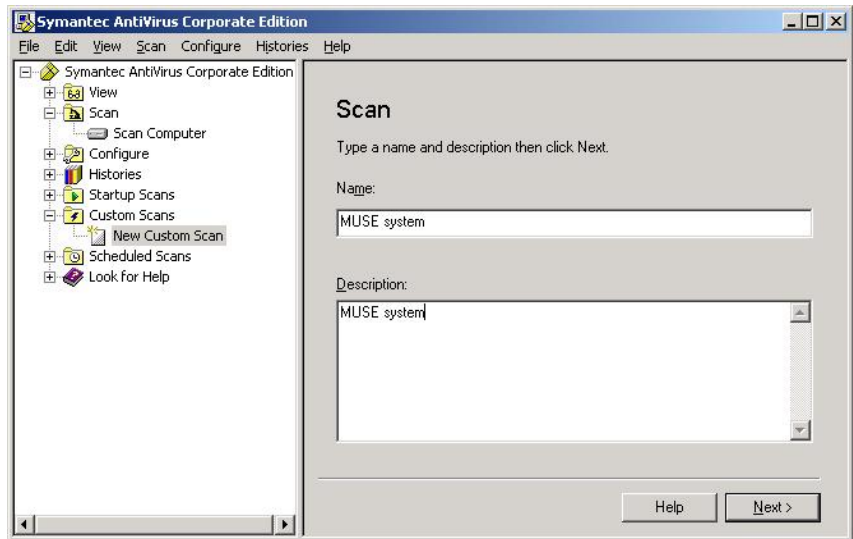 Symantec AntiVirus Corporate Edition
File Edit View Scan Configure Histories Help
Symantec AntiVirus Corporate Edition
View
Scan
Scan Computer
Configure
Histories
Startup Scans
Custom Scans
New Custom Scan
Scheduled Scans
Look for Help
Scan
Type a name and description then click Next.
Name:
MUSE system
Description:
MUSE system
Help
Next >